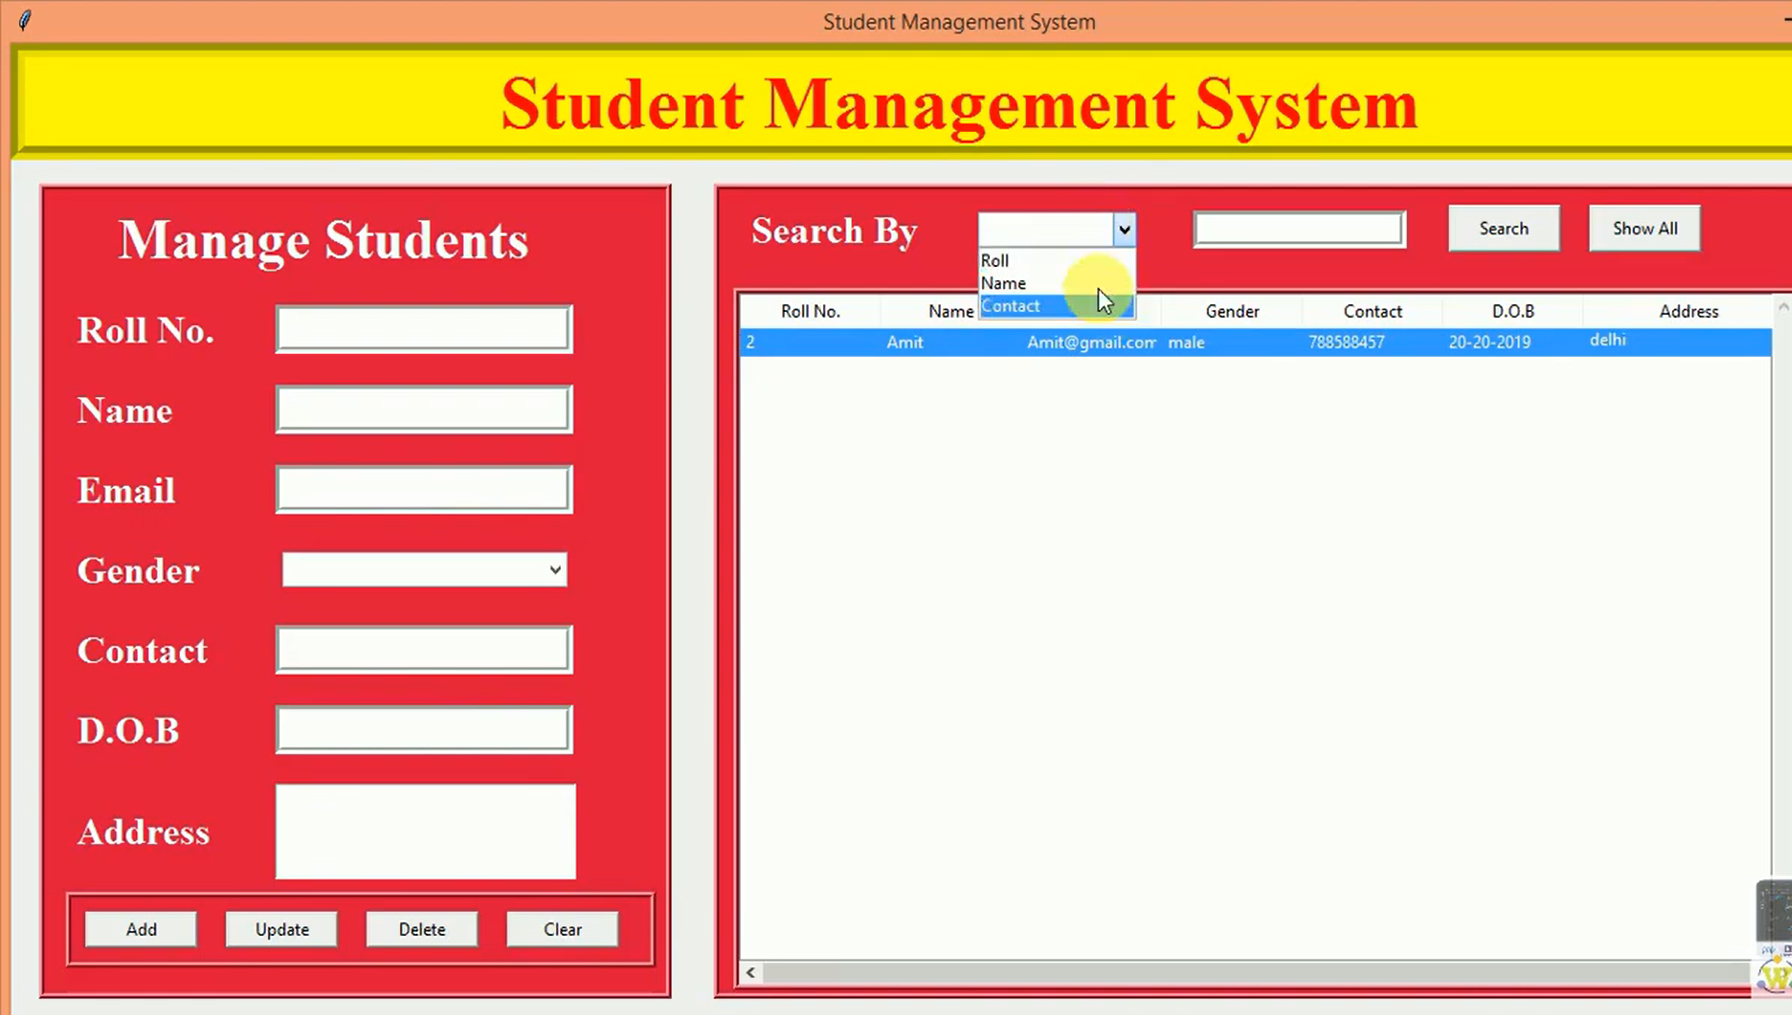 Student Management System
Student Management System
Manage Students
Roll No.
Name
Email
Gender
Contact
D.O.B
Address
Add Update Delete Clear
Search By
Search Show All
Roll
Name
Contact
Roll No. Name Gender Contact D.O.B Address
2 Amit Amit@gmail.com male 788588457 20-20-2019 delhi